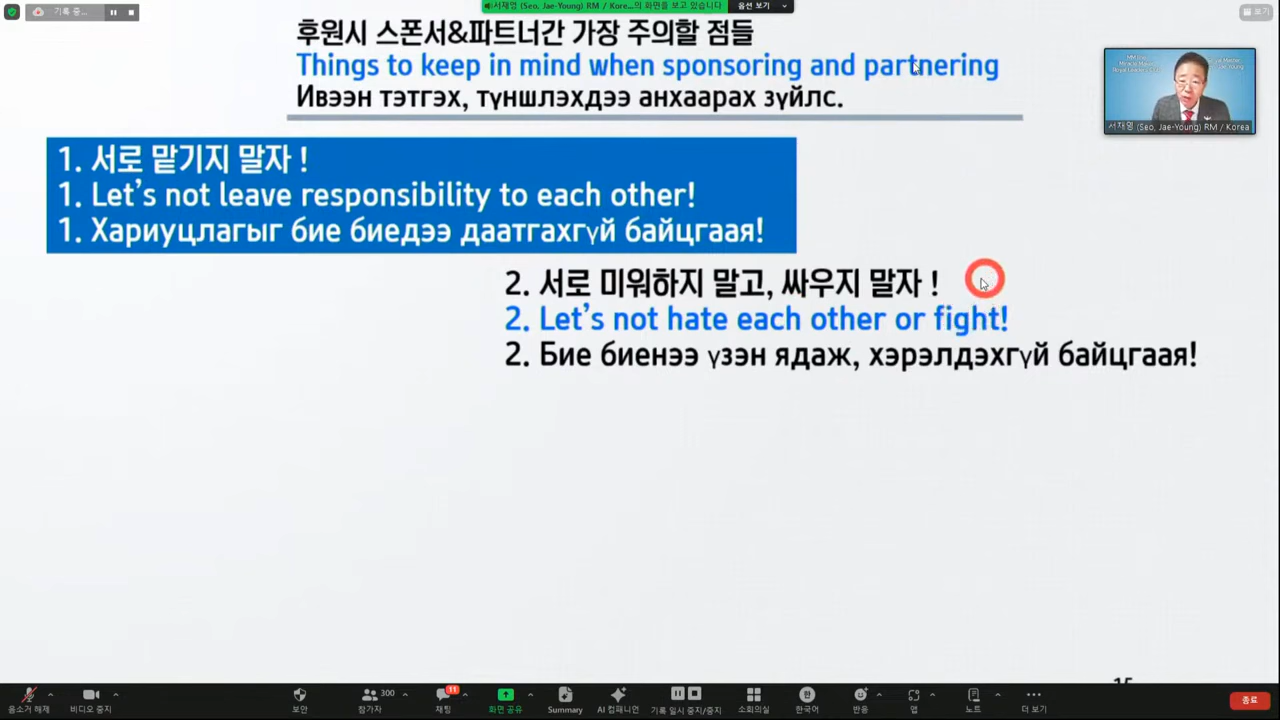 기록 중...
서재영 (Seo, Jae-Young) RM / Kore...의 화면을 보고 있습니다
옵션 보기
보기
후원시 스폰서&파트너간 가장 주의할 점들
Things to keep in mind when sponsoring and partnering
Ивээн тэтгэх, түншлэхдээ анхаарах зүйлс.
서재영 (Seo, Jae-Young) RM / Korea
1. 서로 맡기지 말자 !
1. Let's not leave responsibility to each other!
1. Хариуцлагыг бие биедээ даатгахгүй байцгаая!
2. 서로 미워하지 말고, 싸우지 말자 !
2. Let's not hate each other or fight!
2. Бие биенээ үзэн ядаж, хэрэлдэхгүй байцгаая!
음소거 해제
비디오 중지
보안
300
참가자
11
채팅
화면 공유
Summary
AI 컴패니언
기록 일시 중지/중지
소회의실
한국어
반응
앱
노트
더 보기
종료